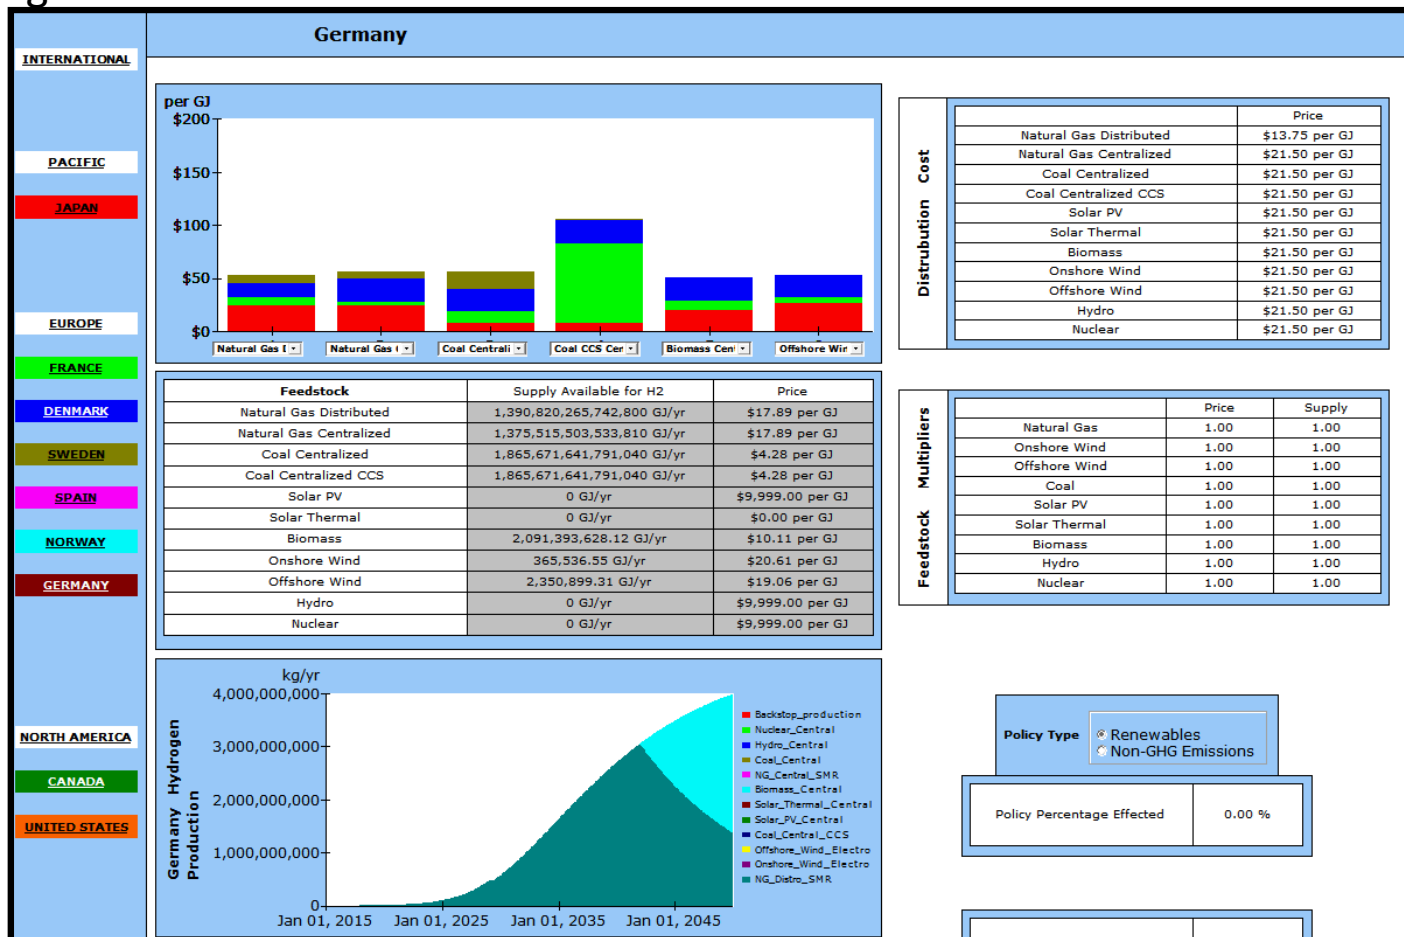 Germany
INTERNATIONAL
PACIFIC
JAPAN
EUROPE
FRANCE
DENMARK
SWEDEN
SPAIN
NORWAY
GERMANY
NORTH AMERICA
CANADA
UNITED STATES
per GJ
$200
$150
$100
$50
$0
Natural Gas Natural Gas Coal Centrali Coal CCS Cer Biomass Cen Offshore Wir
Feedstock Supply Available for H2 Price
Natural Gas Distributed 1,390,820,265,742,800 GJ/yr $17.89 per GJ
Natural Gas Centralized 1,375,515,503,533,810 GJ/yr $17.89 per GJ
Coal Centralized 1,865,671,641,791,040 GJ/yr $4.28 per GJ
Coal Centralized CCS 1,865,671,641,791,040 GJ/yr $4.28 per GJ
Solar PV 0 GJ/yr $9,999.00 per GJ
Solar Thermal 0 GJ/yr $0.00 per GJ
Biomass 2,091,393,628.12 GJ/yr $10.11 per GJ
Onshore Wind 365,536.55 GJ/yr $20.61 per GJ
Offshore Wind 2,350,899.31 GJ/yr $19.06 per GJ
Hydro 0 GJ/yr $9,999.00 per GJ
Nuclear 0 GJ/yr $9,999.00 per GJ
Germany Hydrogen
Production
kg/yr
4,000,000,000
3,000,000,000
2,000,000,000
1,000,000,000
0
Jan 01, 2015 Jan 01, 2025 Jan 01, 2035 Jan 01, 2045
Backstop_production
Nuclear_Central
Hydro_Central
Coal_Central
NG_Central_SMR
Biomass_Central
Solar_Thermal_Central
Solar_PV_Central
Coal_Central_CCS
Offshore_Wind_Electro
Onshore_Wind_Electro
NG_Distro_SMR
Distrubution Cost
Price
Natural Gas Distributed $13.75 per GJ
Natural Gas Centralized $21.50 per GJ
Coal Centralized $21.50 per GJ
Coal Centralized CCS $21.50 per GJ
Solar PV $21.50 per GJ
Solar Thermal $21.50 per GJ
Biomass $21.50 per GJ
Onshore Wind $21.50 per GJ
Offshore Wind $21.50 per GJ
Hydro $21.50 per GJ
Nuclear $21.50 per GJ
Feedstock Multipliers
Price Supply
Natural Gas 1.00 1.00
Onshore Wind 1.00 1.00
Offshore Wind 1.00 1.00
Coal 1.00 1.00
Solar PV 1.00 1.00
Solar Thermal 1.00 1.00
Biomass 1.00 1.00
Hydro 1.00 1.00
Nuclear 1.00 1.00
Policy Type
Renewables
Non-GHG Emissions
Policy Percentage Effected 0.00 %